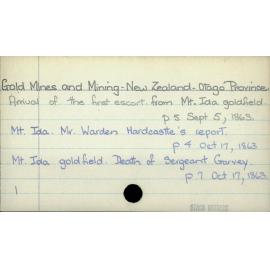 Gold Mines and Mining - New Zealand - Otago Province.
Arrival of the first escort from Mt. Ida goldfield.
p 5 Sept 5, 1863.
Mt. Ida. Mr. Warden Hardcastle's report.
p 4 Oct 17, 1863
Mt. Ida goldfield. Death of Sergeant Garvey.
p 7 Oct 17, 1863.
1